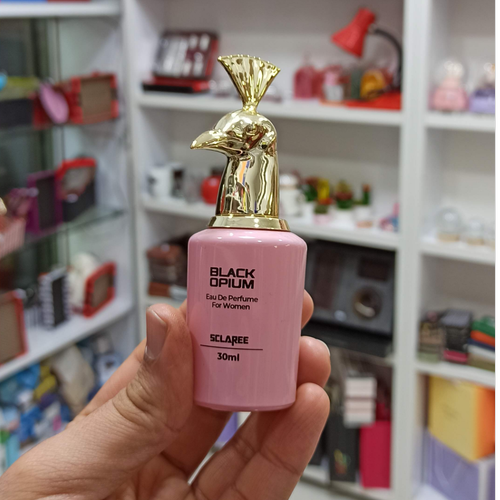 BLACK
OPIUM
Eau De Perfume
For Women
SCLAREE
30ml